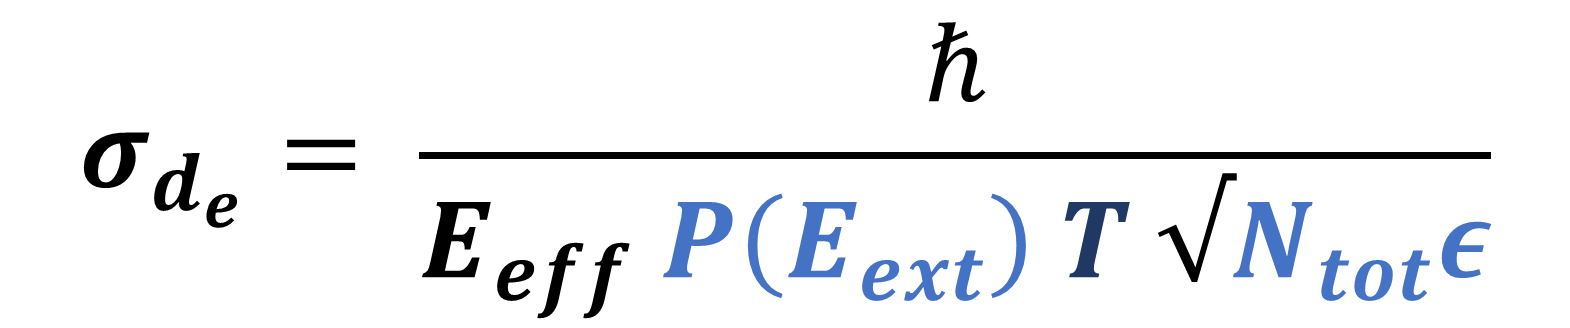 σ_{d_e} = ħ / (E_{eff} P(E_{ext}) T √N_{tot}ϵ)